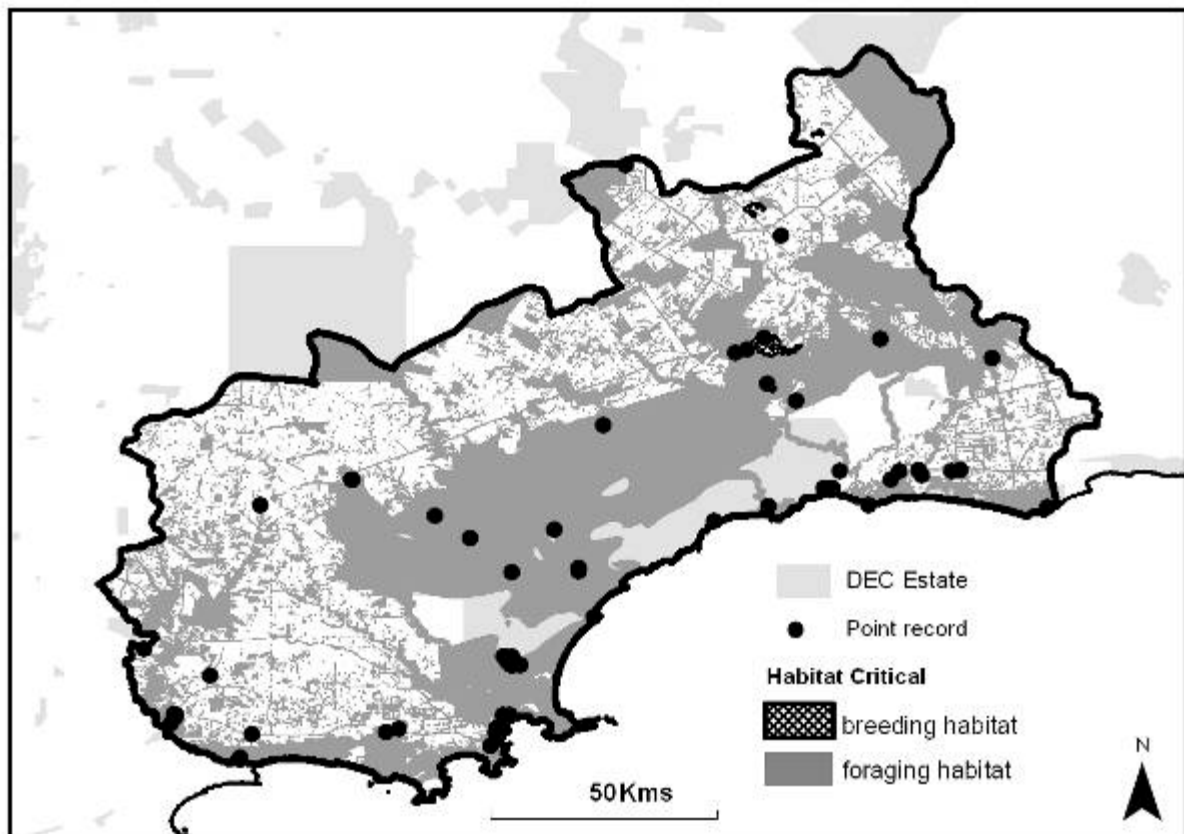 DEC Estate
Point record
Habitat Critical
breeding habitat
foraging habitat
50Kms
N